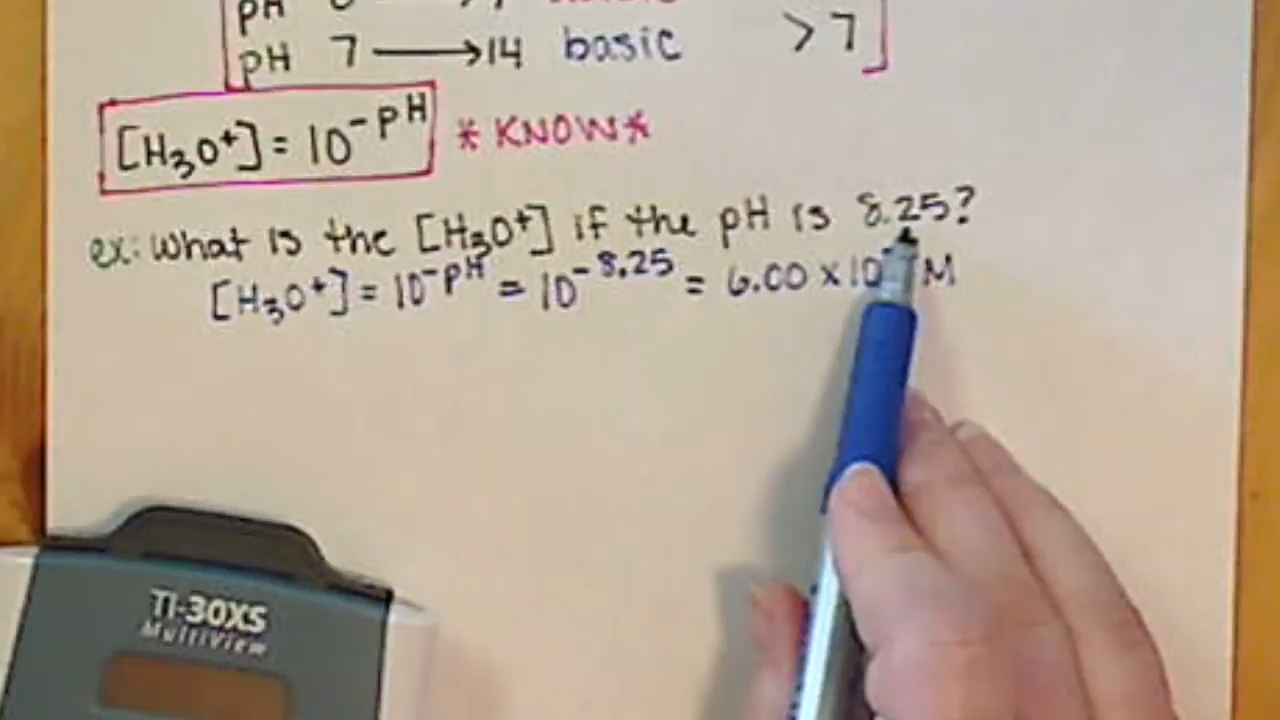 pH
pH 7 → 14 basic > 7
[H₃O⁺] = 10⁻ᵖᴴ *KNOW*
ex: What is the [H₃O⁺] if the pH is 8.25?
[H₃O⁺] = 10⁻ᵖᴴ = 10⁻⁸·²⁵ = 6.00 x 10⁻ M
TI-30XS
MultiView